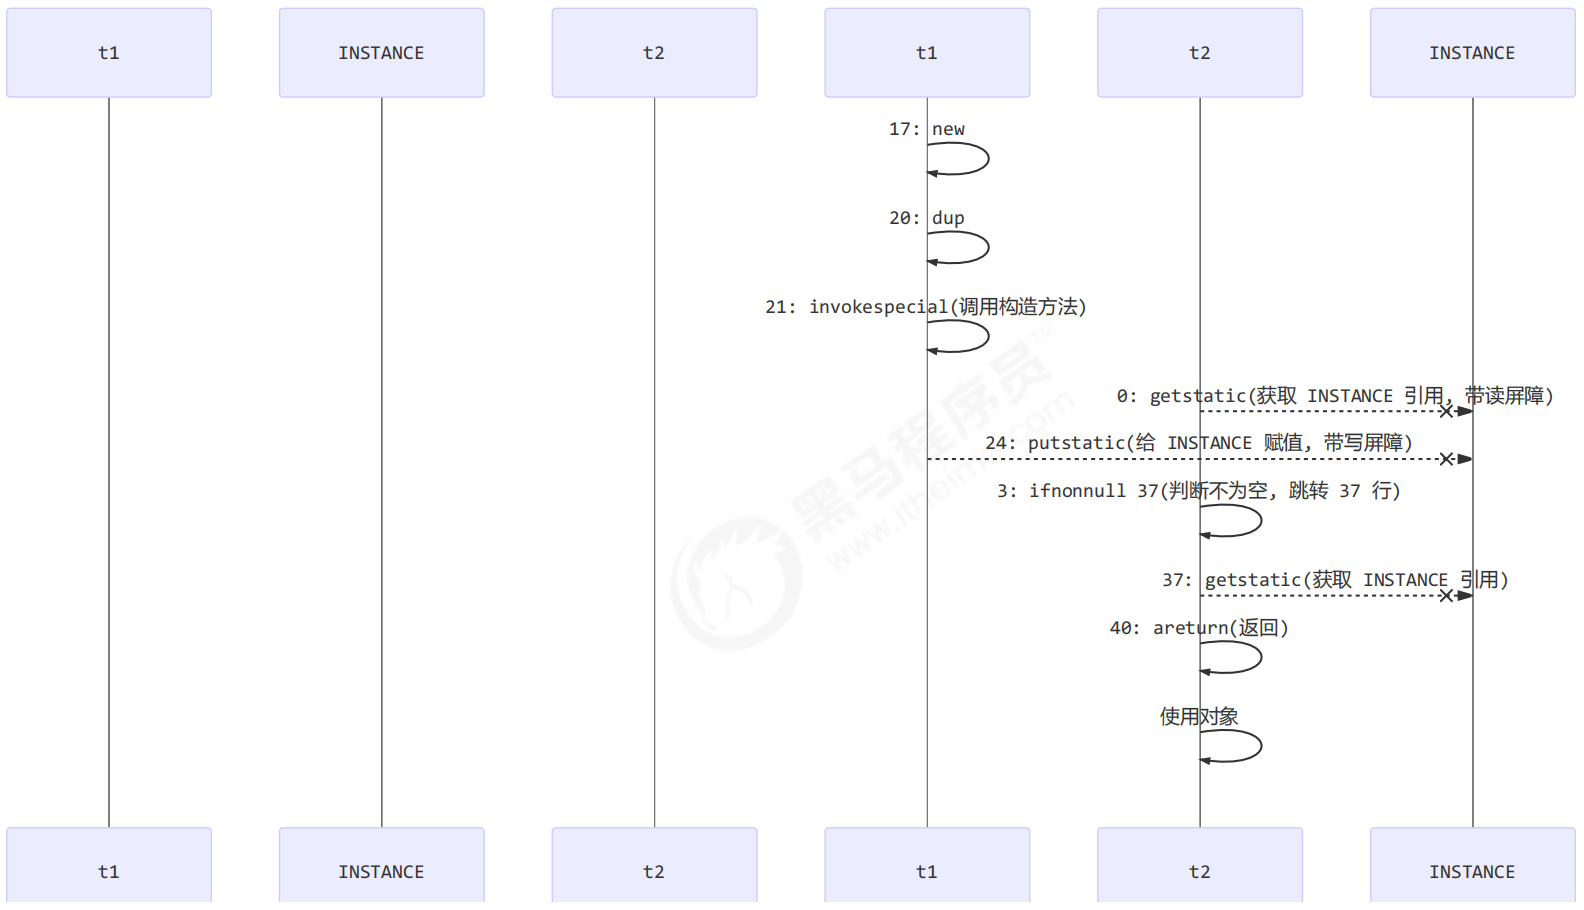 t1 INSTANCE t2 t1 t2 INSTANCE
17: new
20: dup
21: invokespecial(调用构造方法)
0: getstatic(获取 INSTANCE 引用, 带读屏障)
24: putstatic(给 INSTANCE 赋值, 带写屏障)
3: ifnonnull 37(判断不为空, 跳转 37 行)
37: getstatic(获取 INSTANCE 引用)
40: areturn(返回)
使用对象
t1 INSTANCE t2 t1 t2 INSTANCE
黑马程序员™
www.itheima.com